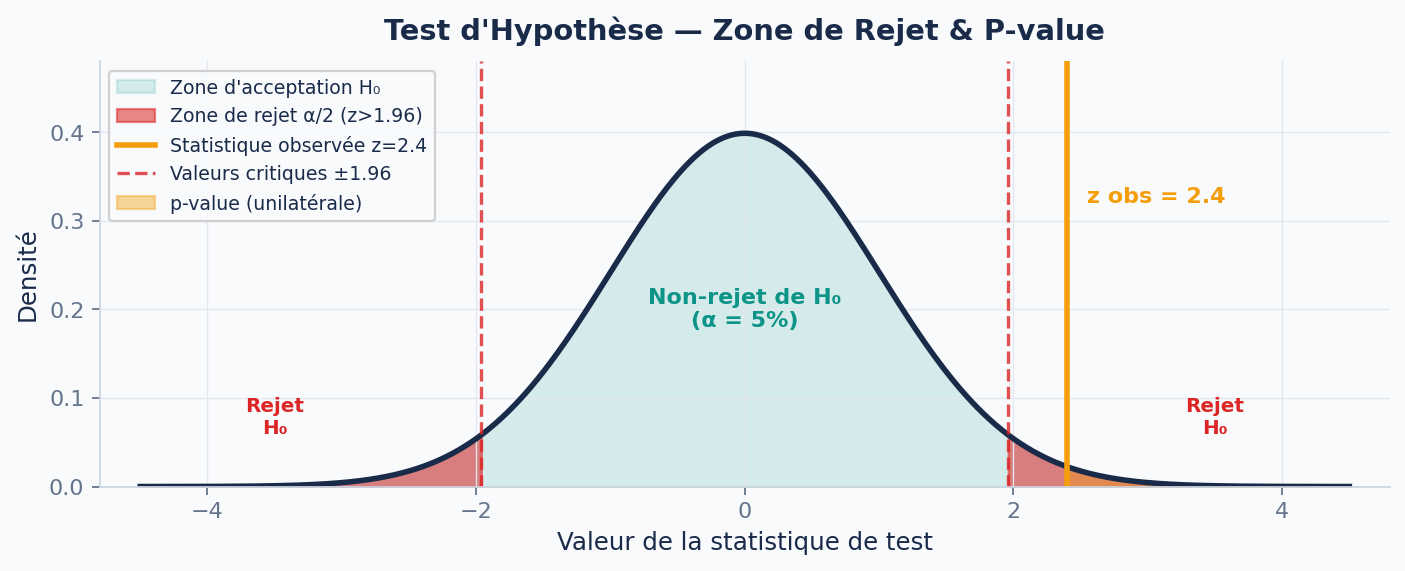 Test d'Hypothèse — Zone de Rejet & P-value
Zone d'acceptation H₀
Zone de rejet α/2 (z>1.96)
Statistique observée z=2.4
Valeurs critiques ±1.96
p-value (unilatérale)
Densité
0.4
0.3
0.2
0.1
0.0
z obs = 2.4
Non-rejet de H₀
(α = 5%)
Rejet
H₀
Rejet
H₀
−4
−2
0
2
4
Valeur de la statistique de test